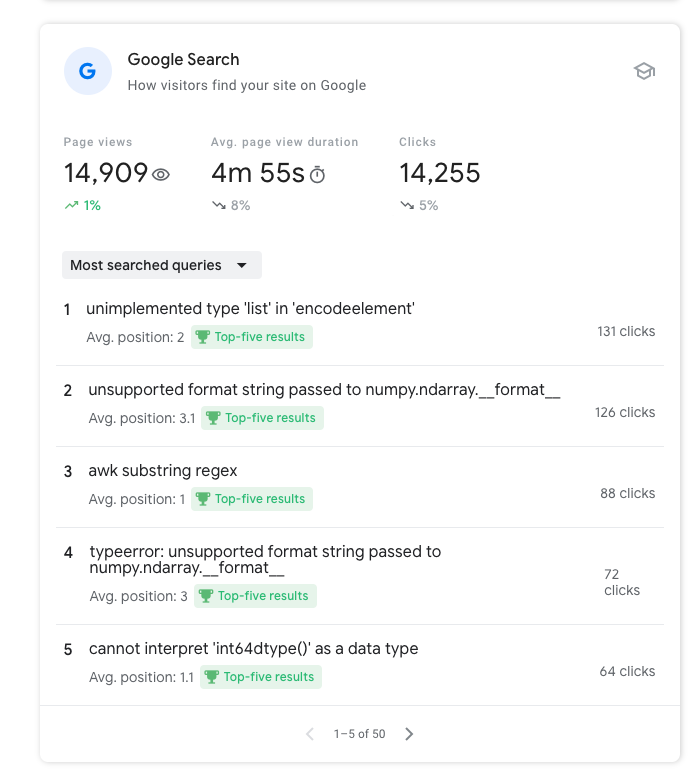 Google Search
How visitors find your site on Google
Page views
14,909
1%
Avg. page view duration
4m 55s
8%
Clicks
14,255
5%
Most searched queries
1 unimplemented type 'list' in 'encodeelement'
Avg. position: 2 Top-five results
131 clicks
2 unsupported format string passed to numpy.ndarray.__format__
Avg. position: 3.1 Top-five results
126 clicks
3 awk substring regex
Avg. position: 1 Top-five results
88 clicks
4 typeerror: unsupported format string passed to
numpy.ndarray.__format__
Avg. position: 3 Top-five results
72
clicks
5 cannot interpret 'int64dtype()' as a data type
Avg. position: 1.1 Top-five results
64 clicks
1–5 of 50